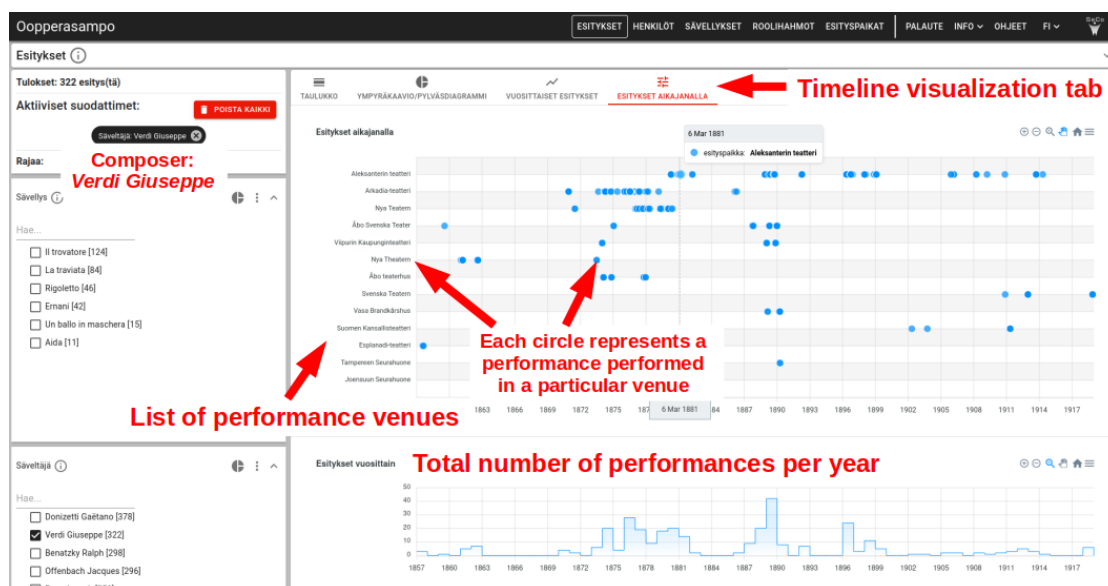 Oopperasampo
ESITYKSET HENKILÖT SÄVELLYKSET ROOLIHAHMOT ESITYSPAIKAT PALAUTE INFO OHJEET FI SeCo
Esitykset
Tulokset: 322 esitys(tä)
Aktiiviset suodattimet:
POISTA KAIKKI
Säveltäjä: Verdi Giuseppe
Composer:
Verdi Giuseppe
Rajaa:
Sävellys
Hae...
Il trovatore [124]
La traviata [84]
Rigoletto [46]
Ernani [42]
Un ballo in maschera [15]
Aida [11]
Säveltäjä
Hae...
Donizetti Gaëtano [378]
Verdi Giuseppe [322]
Benatzky Ralph [298]
Offenbach Jacques [296]
TAULUKKO YMPYRÄKAAVIO/PYLVÄSDIAGRAMMI VUOSITTAISET ESITYKSET ESITYKSET AIKAJANALLA
Timeline visualization tab
Esitykset aikajanalla
6 Mar 1881
esityspaikka: Aleksanterin teatteri
Aleksanterin teatteri
Arkadia-teatteri
Nya Teatern
Åbo Svenska Teater
Viipurin Kaupunginteatteri
Nya Theatern
Åbo teaterhus
Svenska Teatern
Vasa Brandkårshus
Suomen Kansallisteatteri
Esplanadi-teatteri
Tampereen Seurahuone
Joensuun Seurahuone
Each circle represents a
performance performed
in a particular venue
List of performance venues
1863 1866 1869 1872 1875 187 6 Mar 1881 84 1887 1890 1893 1896 1899 1902 1905 1908 1911 1914 1917
Esitykset vuosittain
Total number of performances per year
50
40
30
20
10
0
1857 1860 1863 1866 1869 1872 1875 1878 1881 1884 1887 1890 1893 1896 1899 1902 1905 1908 1911 1914 1917